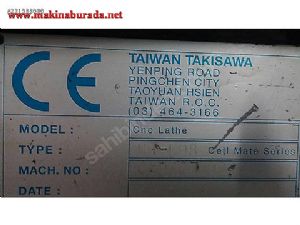 www.makinaburada.net
CE
TAIWAN TAKISAWA
YENPING ROAD
PINGCHEN CITY
TAOYUAN HSIEN
TAIWAN R.O.C.
(03) 464-3166
MODEL : Cnc Lathe
TYPE : Cell Mate Series
MACH. NO :
DATE :